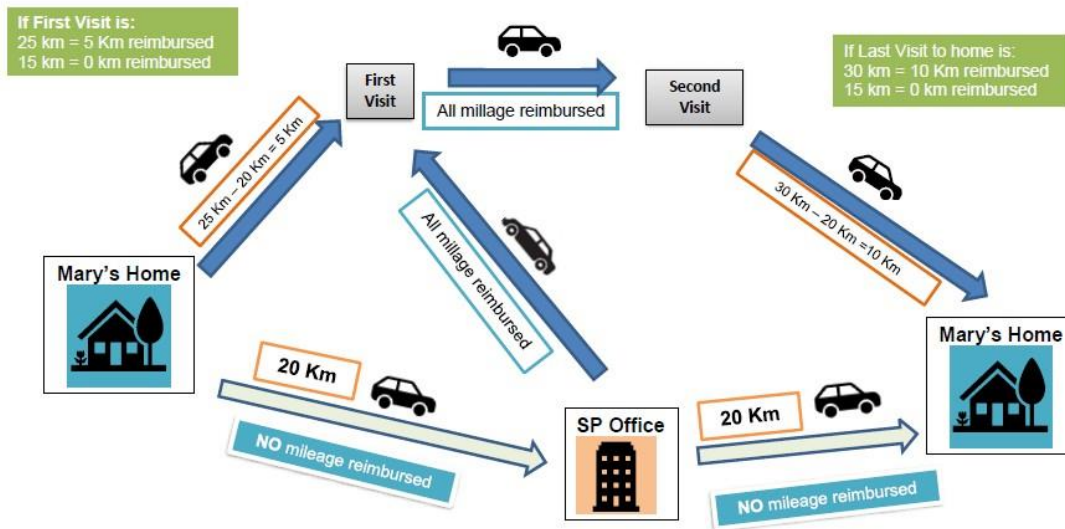 If First Visit is:
25 km = 5 Km reimbursed
15 km = 0 km reimbursed
If Last Visit to home is:
30 km = 10 Km reimbursed
15 km = 0 km reimbursed
First
Visit
All millage reimbursed
Second
Visit
25 Km – 20 Km = 5 Km
All millage reimbursed
30 Km – 20 Km =10 Km
Mary's Home
Mary's Home
20 Km
NO mileage reimbursed
SP Office
20 Km
NO mileage reimbursed